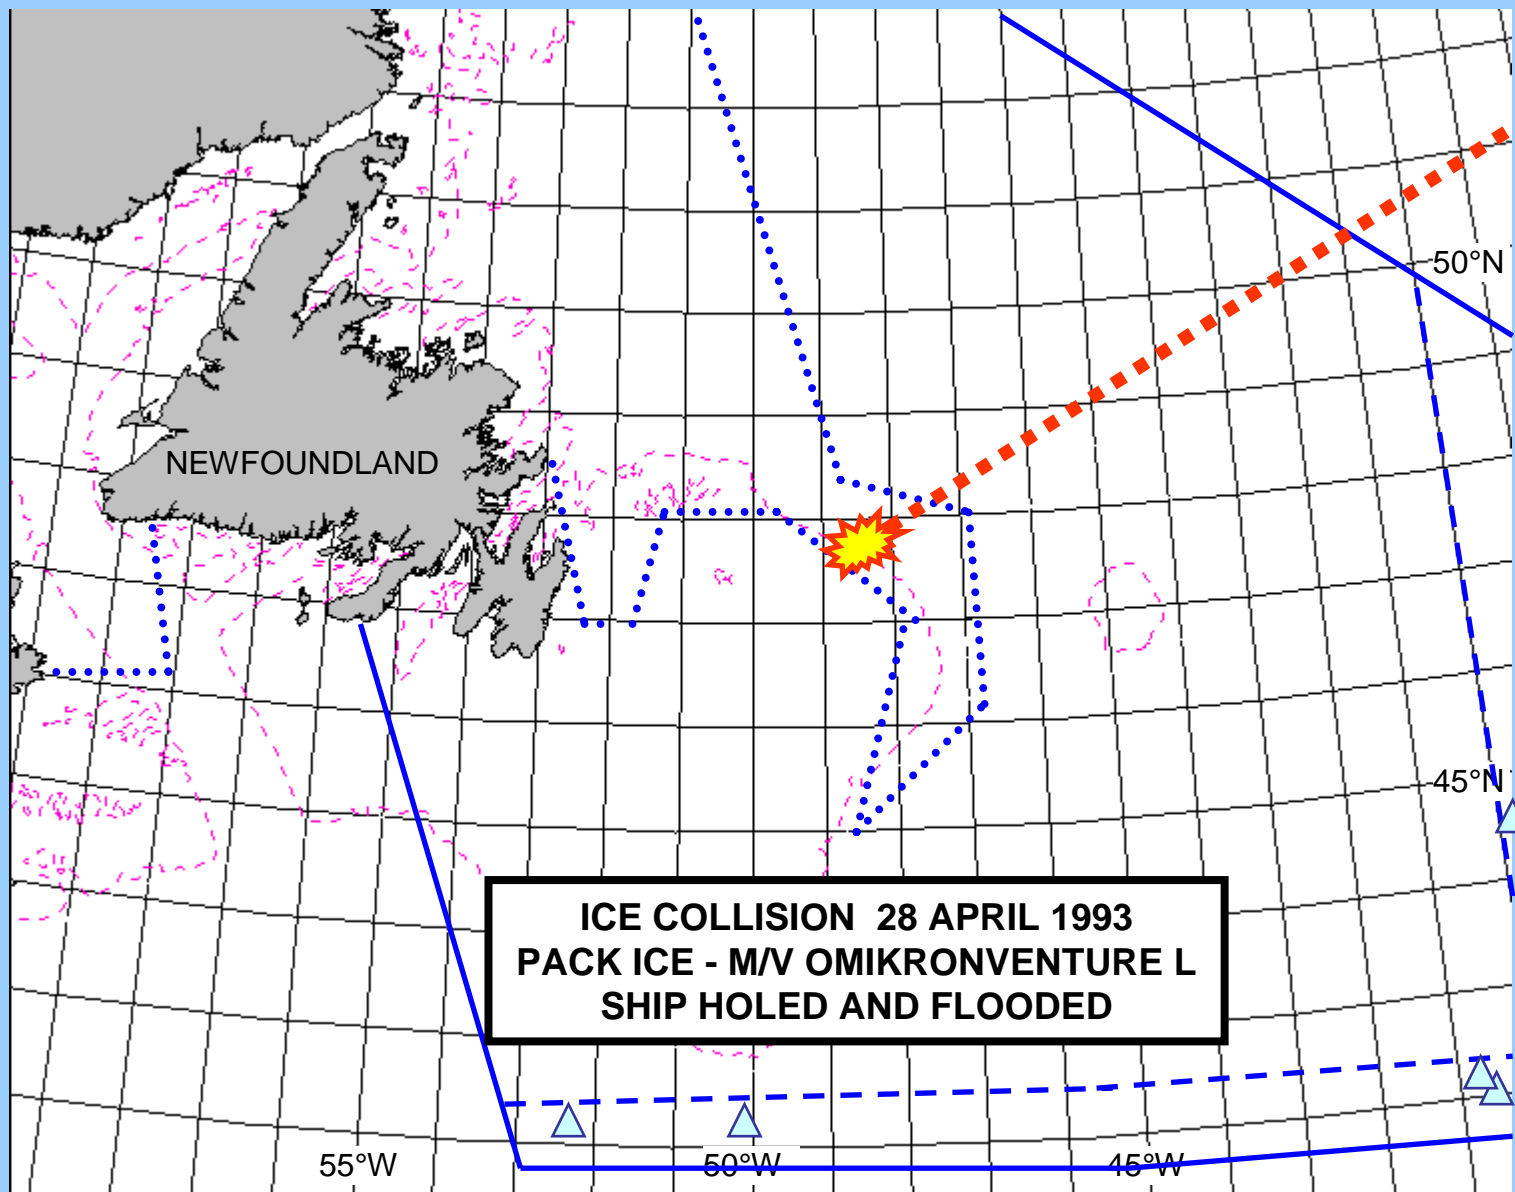 50°N
NEWFOUNDLAND
45°N
ICE COLLISION  28 APRIL 1993
PACK ICE - M/V OMIKRONVENTURE L
SHIP HOLED AND FLOODED
55°W
50°W
45°W